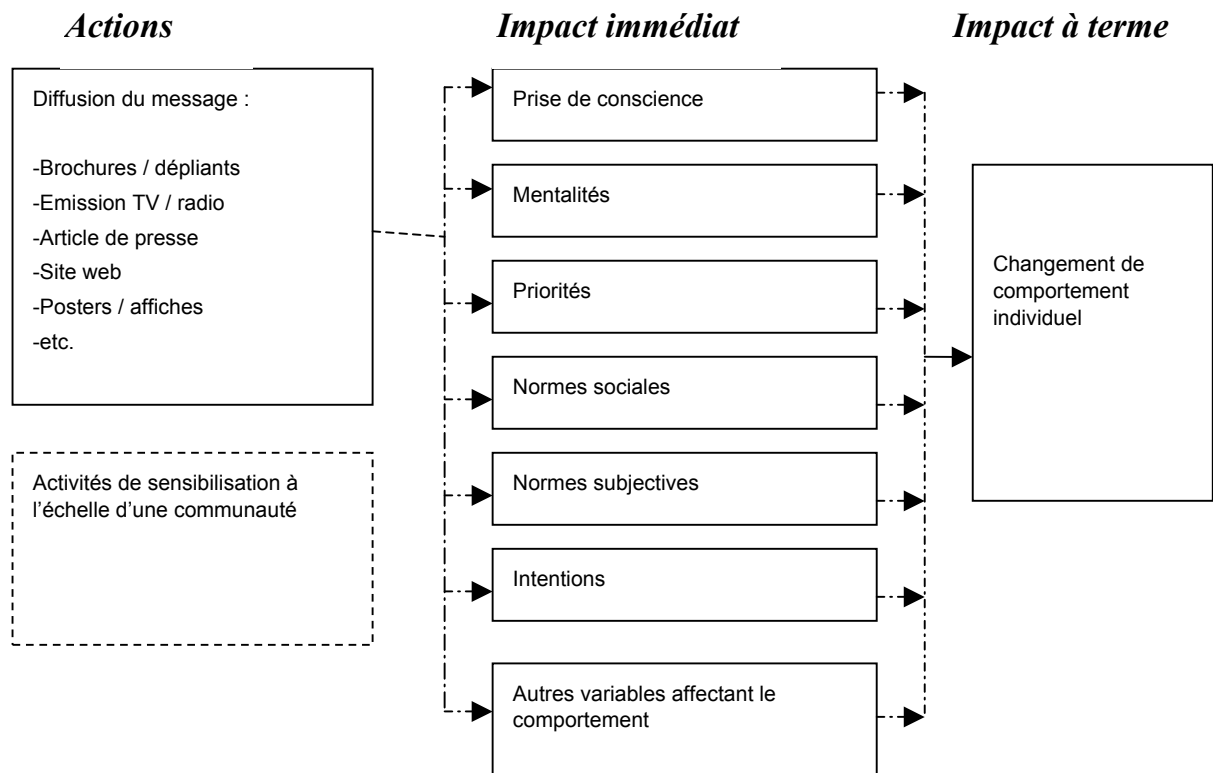 Actions
Impact immédiat
Impact à terme
Diffusion du message :
-Brochures / dépliants
-Emission TV / radio
-Article de presse
-Site web
-Posters / affiches
-etc.
Activités de sensibilisation à
l’échelle d’une communauté
Prise de conscience
Mentalités
Priorités
Normes sociales
Normes subjectives
Intentions
Autres variables affectant le
comportement
Changement de
comportement
individuel